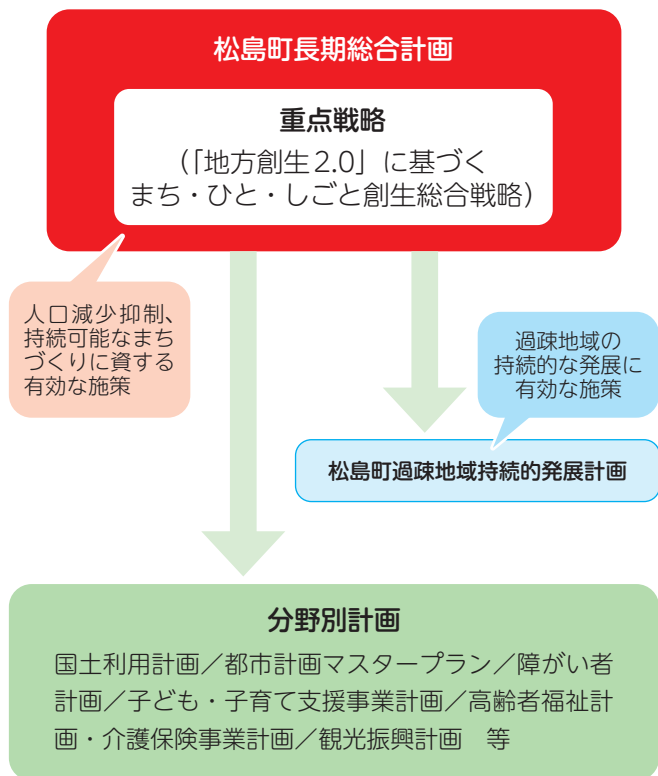 松島町長期総合計画
重点戦略
(「地方創生2.0」に基づく
まち・ひと・しごと創生総合戦略)
人口減少抑制、
持続可能なまち
づくりに資する
有効な施策
過疎地域の
持続的な発展に
有効な施策
松島町過疎地域持続的発展計画
分野別計画
国土利用計画/都市計画マスタープラン/障がい者
計画/子ども・子育て支援事業計画/高齢者福祉計
画・介護保険事業計画/観光振興計画 等